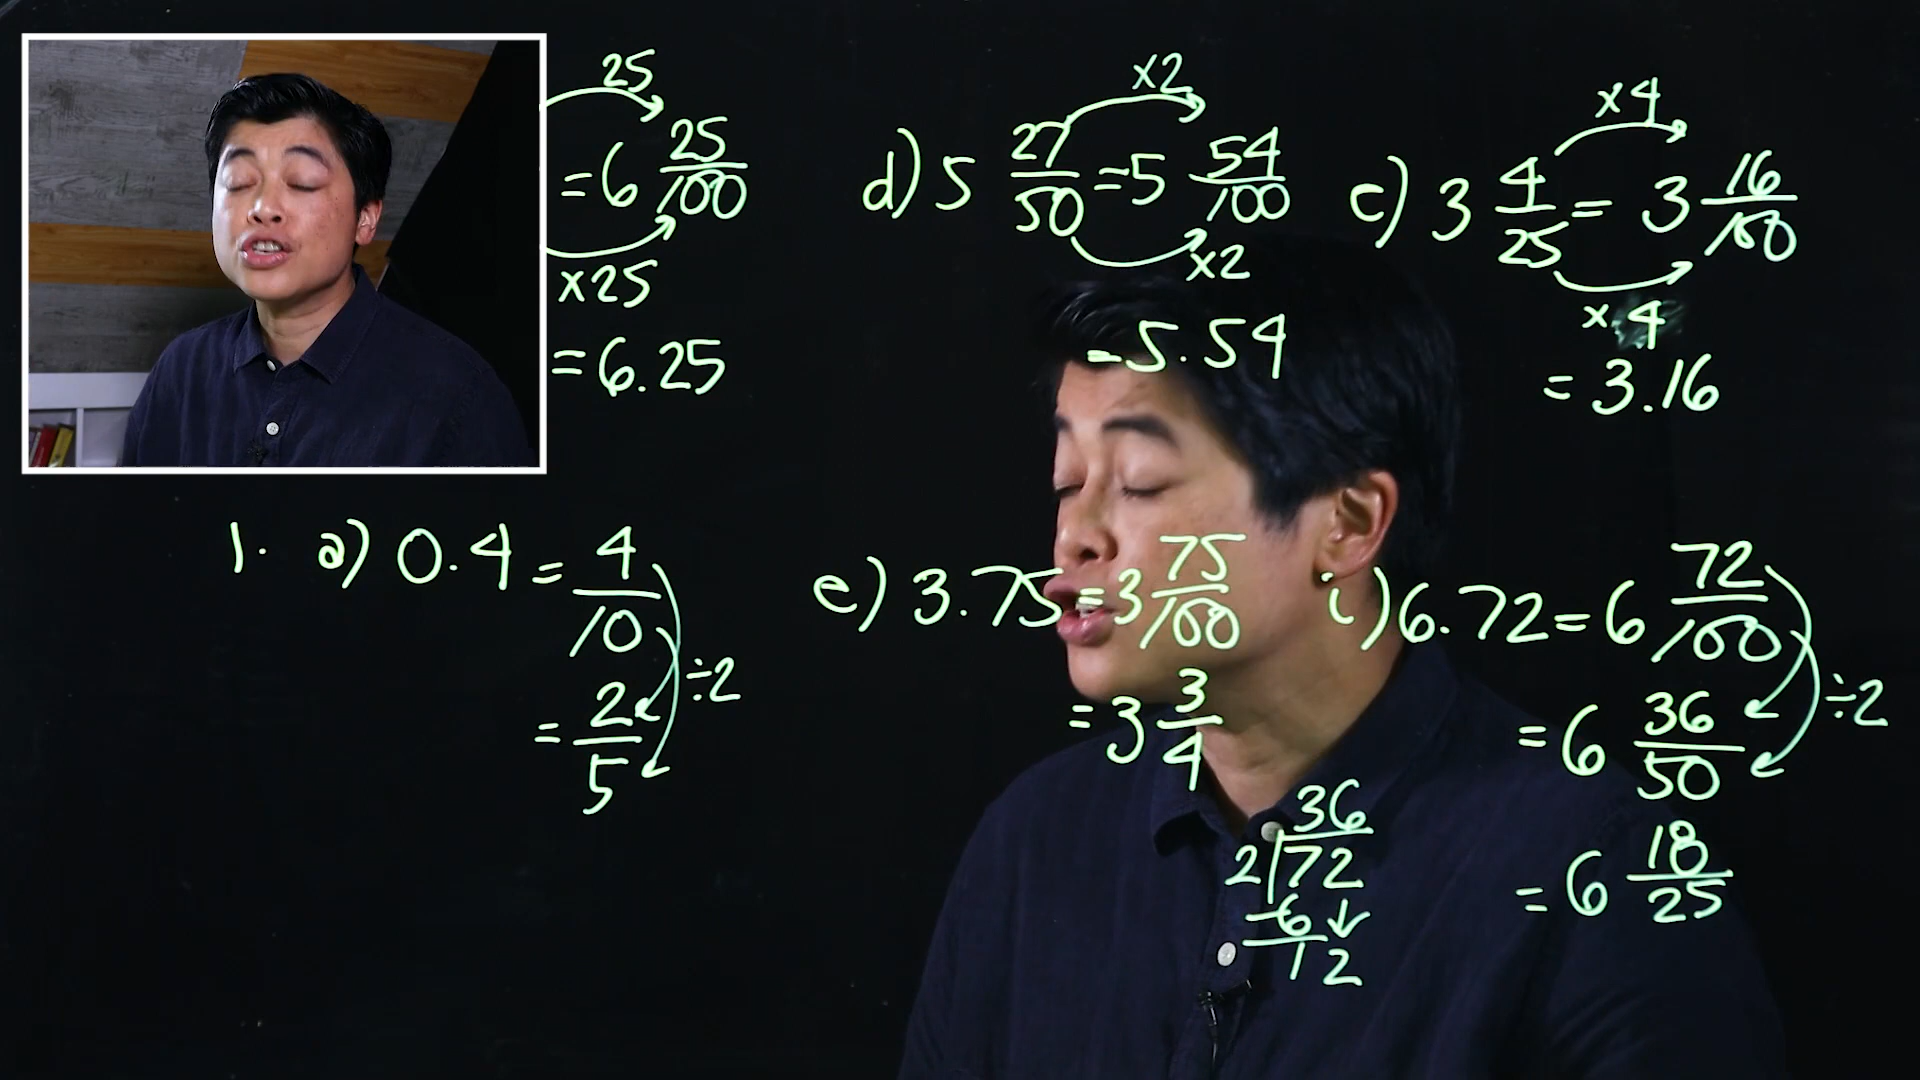 25
= 6 25/100
×25
= 6.25
×2
d) 5 27/50 = 5 54/100
×2
= 5.54
×4
c) 3 4/25 = 3 16/100
×4
= 3.16
1. a) 0.4 = 4/10
÷2
= 2/5
e) 3.75 = 3 75/100
= 3 3/4
i) 6.72 = 6 72/100
÷2
= 6 36/50
= 6 18/25
36
2 72
-6
12